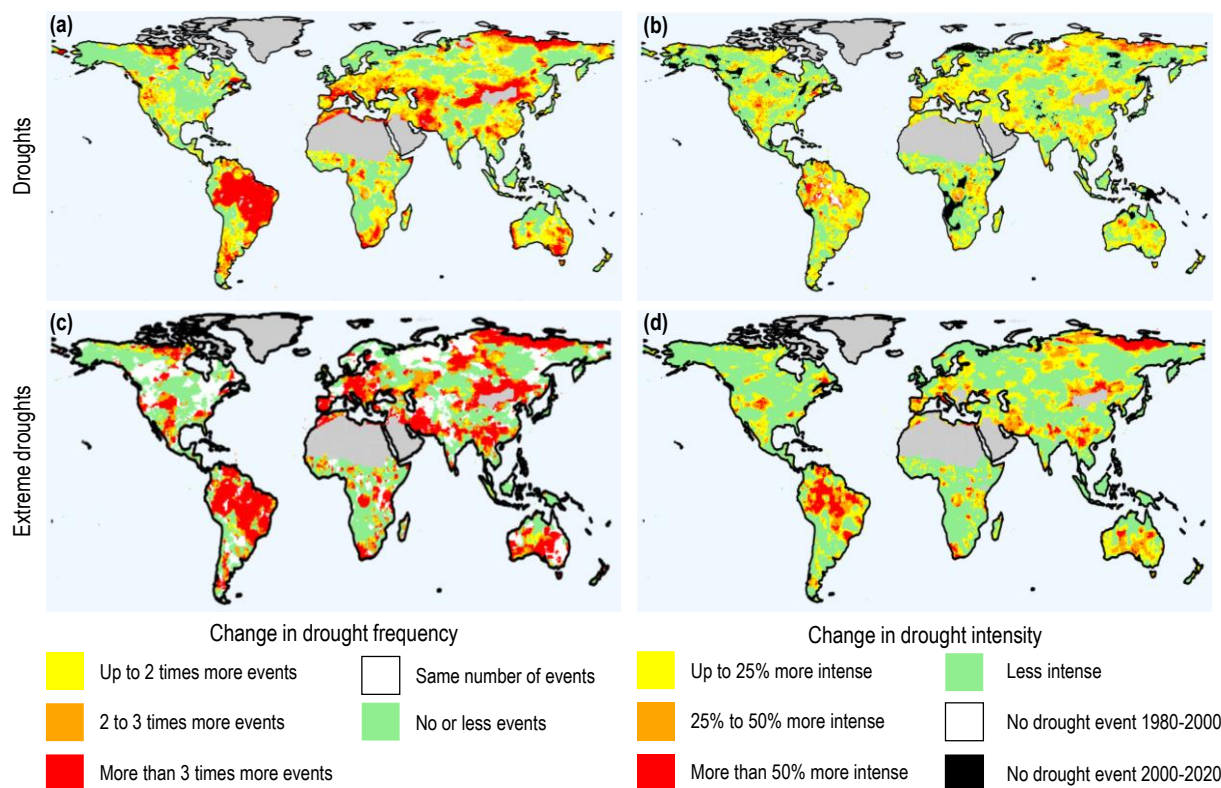 (a)
(b)
Droughts
(c)
(d)
Extreme droughts
Change in drought frequency
Up to 2 times more events
Same number of events
2 to 3 times more events
No or less events
More than 3 times more events
Change in drought intensity
Up to 25% more intense
Less intense
25% to 50% more intense
No drought event 1980-2000
More than 50% more intense
No drought event 2000-2020